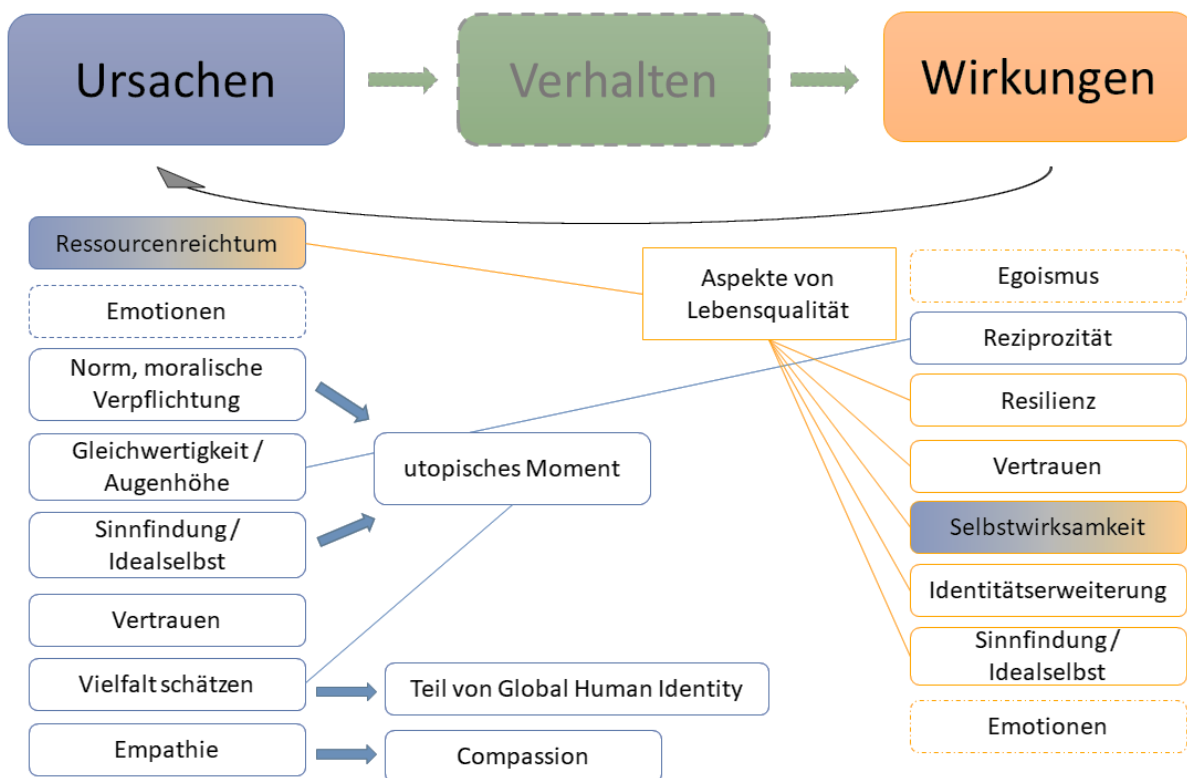 Ursachen
Verhalten
Wirkungen
Ressourcenreichtum
Emotionen
Norm, moralische
Verpflichtung
Gleichwertigkeit /
Augenhöhe
Sinnfindung /
Idealselbst
Vertrauen
Vielfalt schätzen
Empathie
utopisches Moment
Teil von Global Human Identity
Compassion
Aspekte von
Lebensqualität
Egoismus
Reziprozität
Resilienz
Vertrauen
Selbstwirksamkeit
Identitätserweiterung
Sinnfindung /
Idealselbst
Emotionen